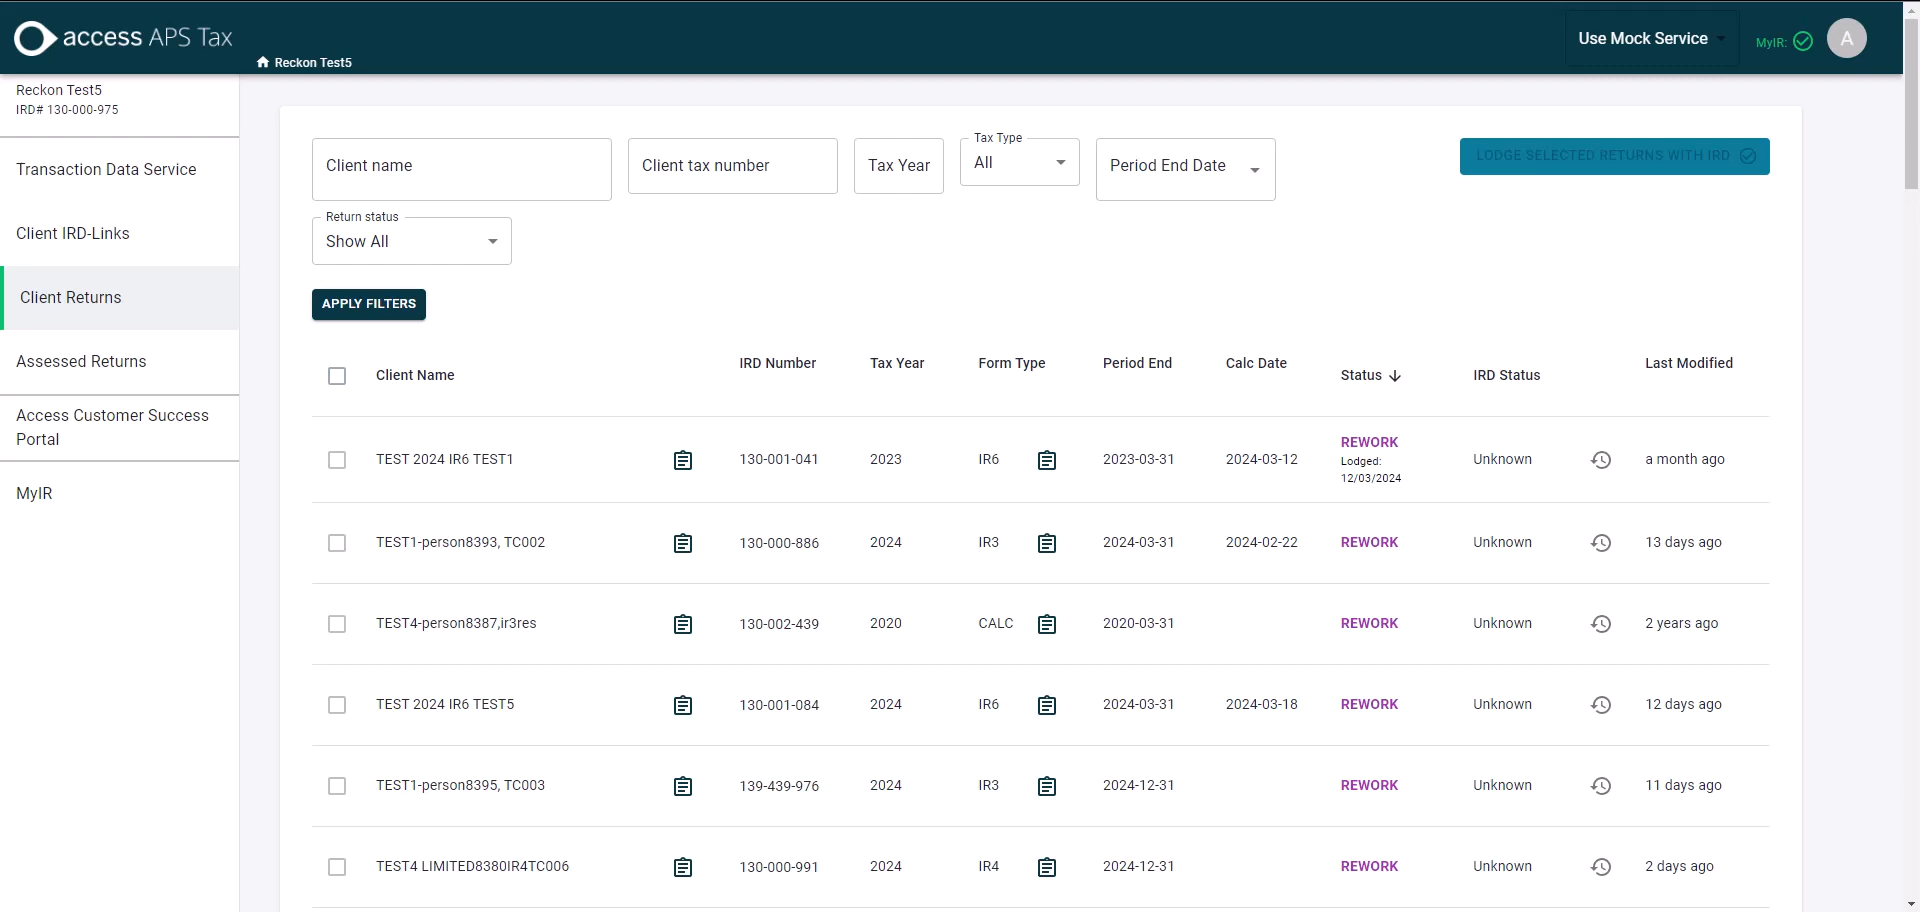 access APS Tax
Reckon Test5
Use Mock Service
MyIR:
A
Reckon Test5
IRD# 130-000-975
Transaction Data Service
Client IRD-Links
Client Returns
Assessed Returns
Access Customer Success
Portal
MyIR
Client name
Client tax number
Tax Year
Tax Type
All
Period End Date
LODGE SELECTED RETURNS WITH IRD
Return status
Show All
APPLY FILTERS
Client Name IRD Number Tax Year Form Type Period End Calc Date Status IRD Status Last Modified
TEST 2024 IR6 TEST1 130-001-041 2023 IR6 2023-03-31 2024-03-12 REWORK Unknown a month ago
Lodged:
12/03/2024
TEST1-person8393, TC002 130-000-886 2024 IR3 2024-03-31 2024-02-22 REWORK Unknown 13 days ago
TEST4-person8387,ir3res 130-002-439 2020 CALC 2020-03-31 REWORK Unknown 2 years ago
TEST 2024 IR6 TEST5 130-001-084 2024 IR6 2024-03-31 2024-03-18 REWORK Unknown 12 days ago
TEST1-person8395, TC003 139-439-976 2024 IR3 2024-12-31 REWORK Unknown 11 days ago
TEST4 LIMITED8380IR4TC006 130-000-991 2024 IR4 2024-12-31 REWORK Unknown 2 days ago